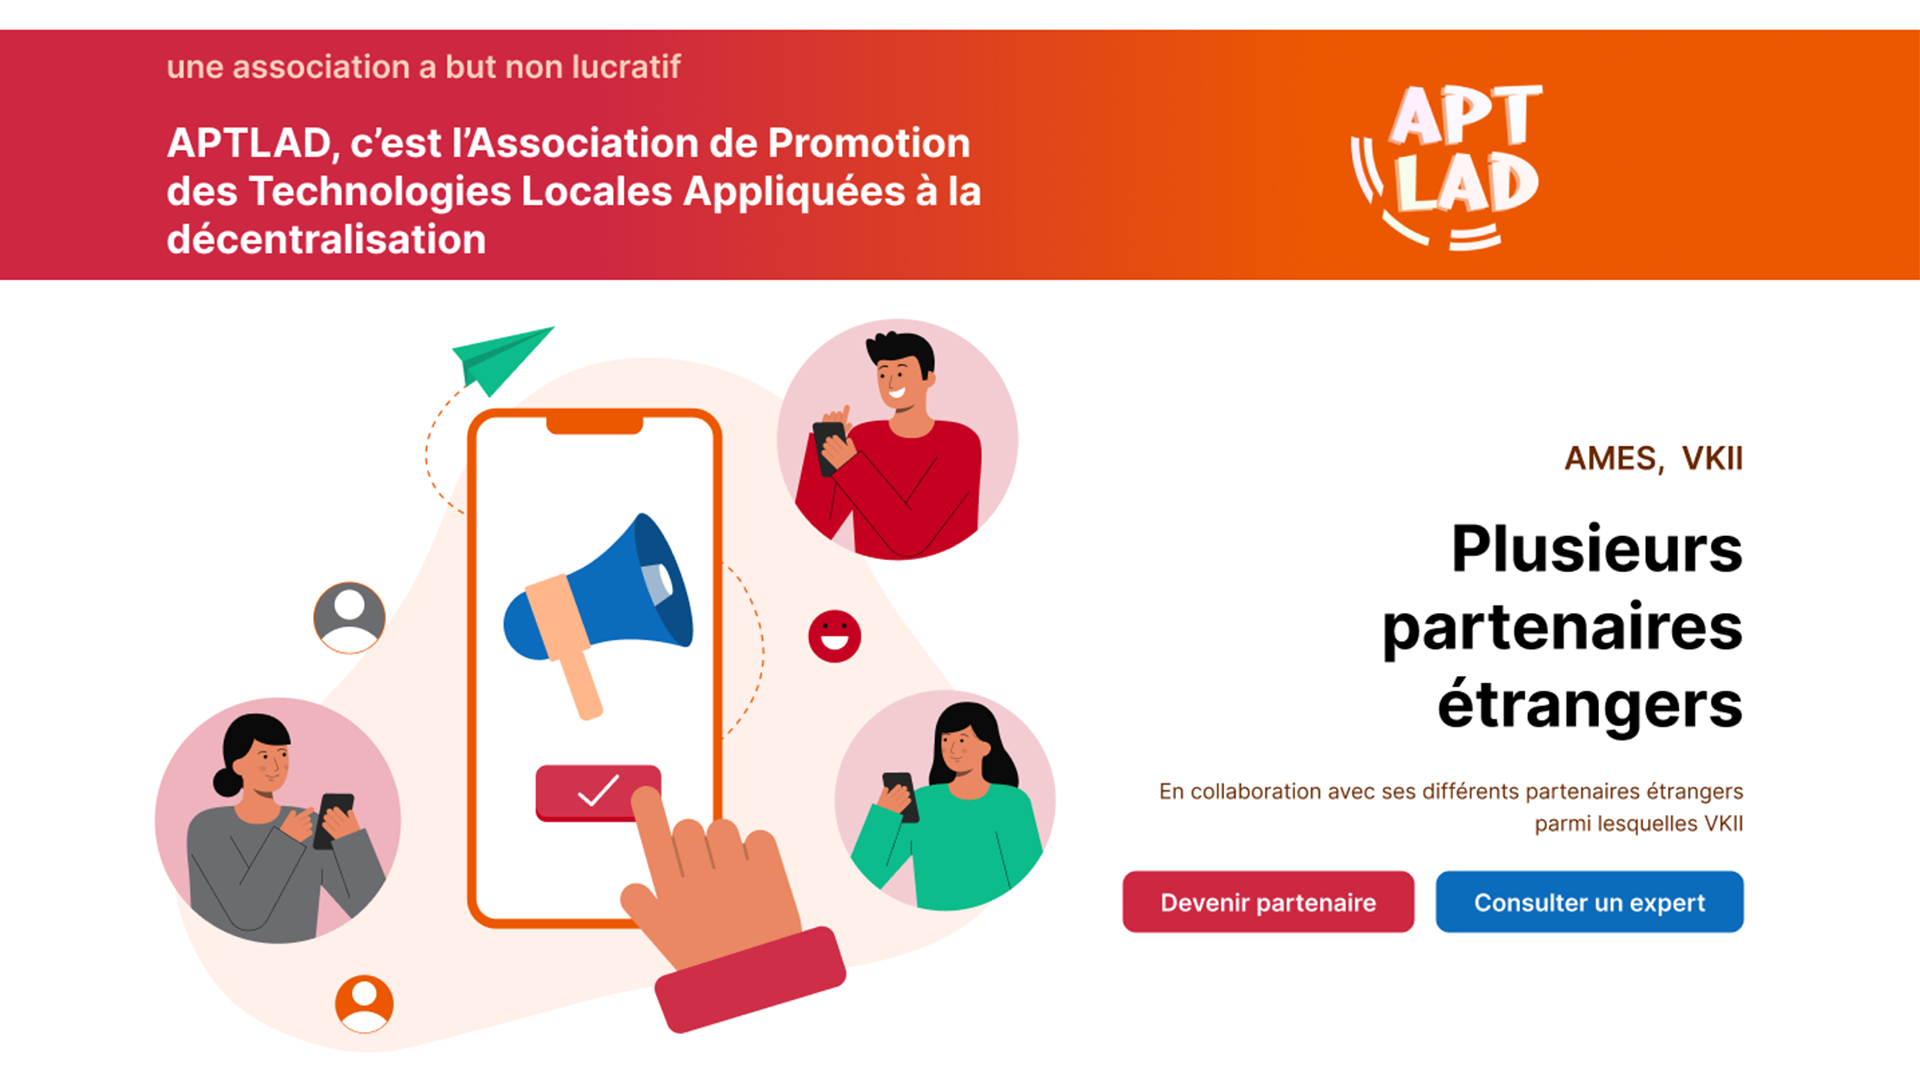 une association a but non lucratif
APTLAD, c’est l’Association de Promotion
des Technologies Locales Appliquées à la
décentralisation
APT
LAD
AMES, VKII
Plusieurs
partenaires
étrangers
En collaboration avec ses différents partenaires étrangers
parmi lesquelles VKII
Devenir partenaire
Consulter un expert